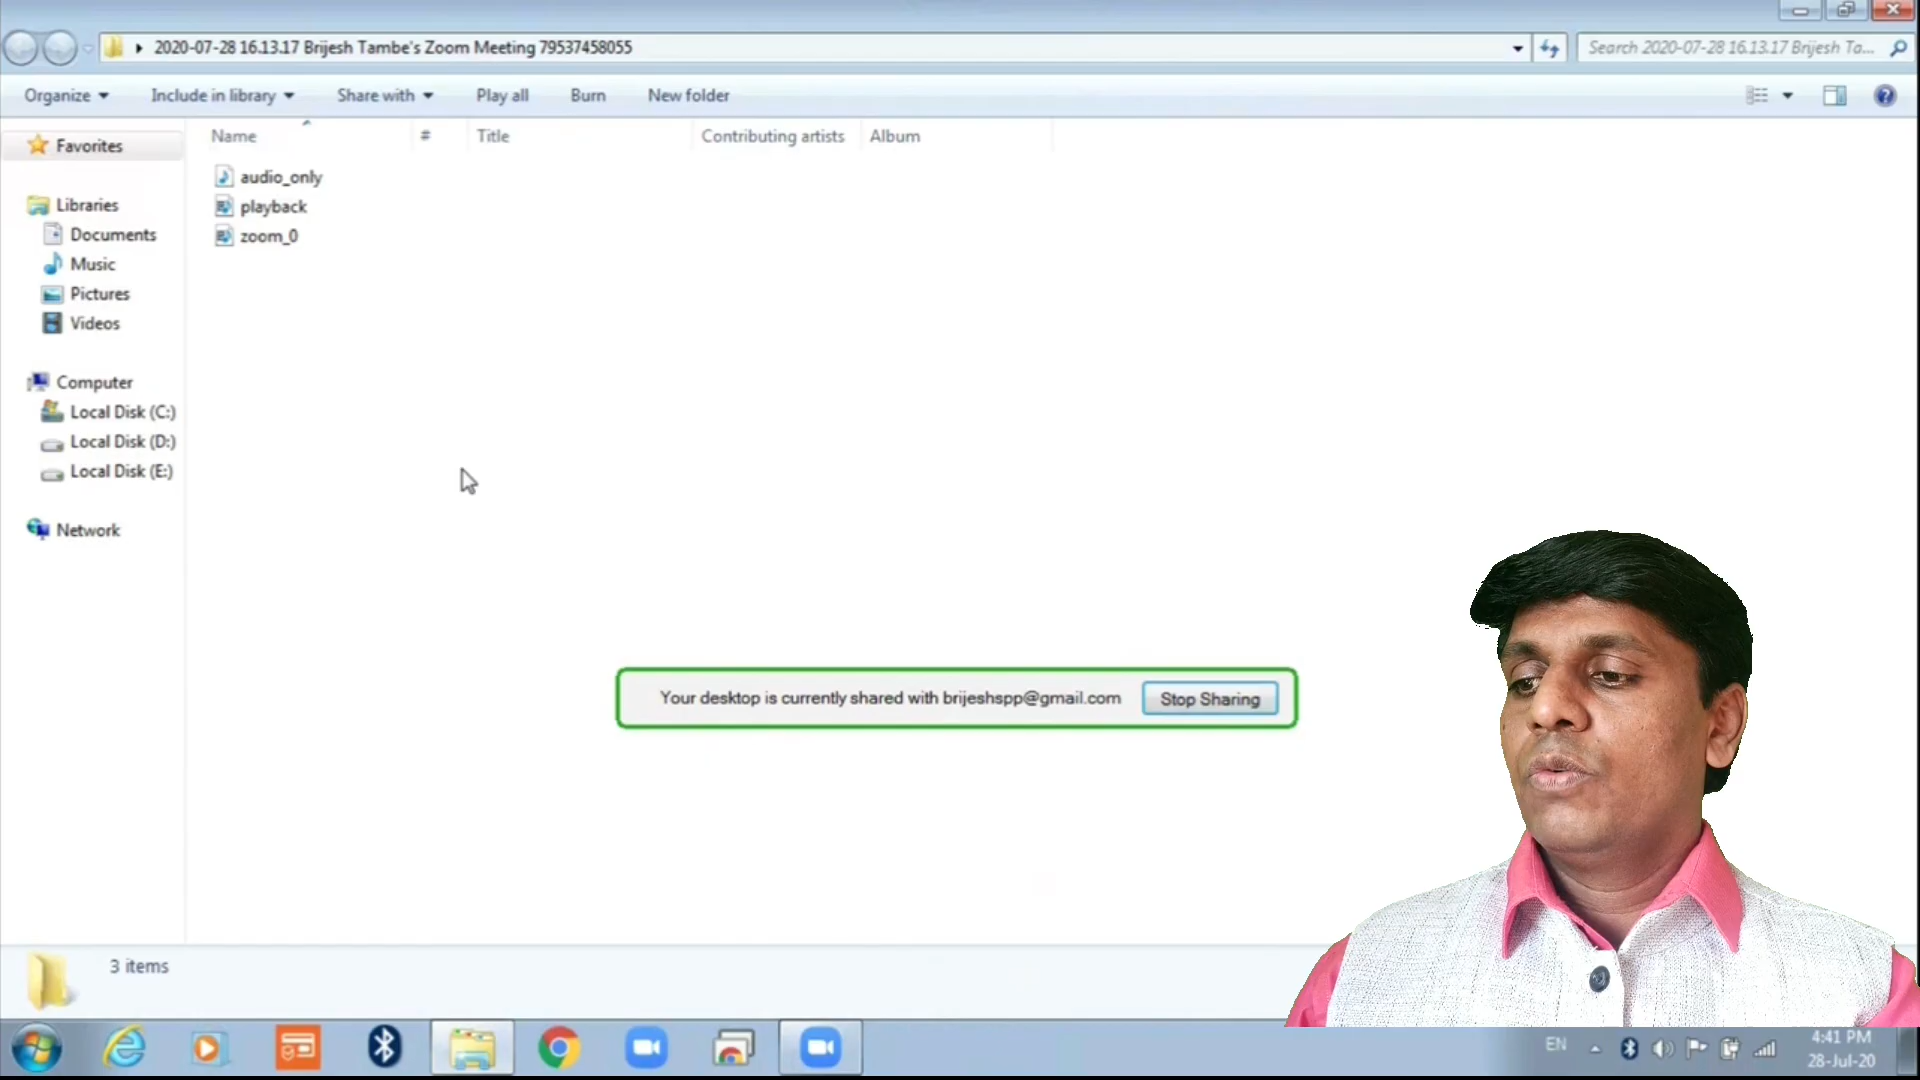 2020-07-28 16.13.17 Brijesh Tambe's Zoom Meeting 79537458055
Search 2020-07-28 16.13.17 Brijesh Ta...
Organize
Include in library
Share with
Play all
Burn
New folder
Name
#
Title
Contributing artists
Album
Favorites
audio_only
playback
zoom_0
Libraries
Documents
Music
Pictures
Videos
Computer
Local Disk (C:)
Local Disk (D:)
Local Disk (E:)
Network
Your desktop is currently shared with brijeshspp@gmail.com
Stop Sharing
3 items
EN
4:41 PM
28-Jul-20